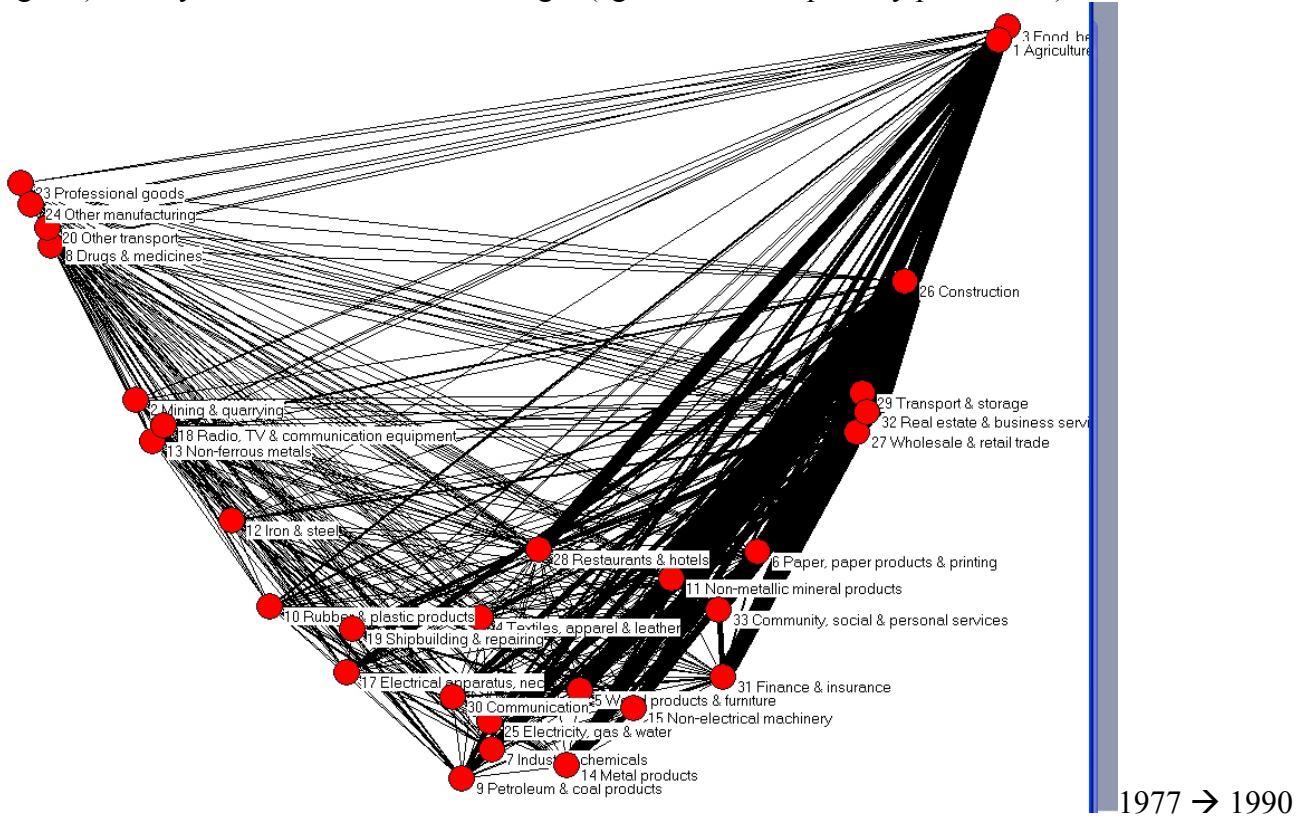 3 Food, be
1 Agriculture
23 Professional goods
24 Other manufacturing
20 Other transport
8 Drugs & medicines
26 Construction
29 Transport & storage
32 Real estate & business servi
27 Wholesale & retail trade
2 Mining & quarrying
18 Radio, TV & communication equipment
13 Non-ferrous metals
12 Iron & steel
28 Restaurants & hotels
6 Paper, paper products & printing
11 Non-metallic mineral products
10 Rubber & plastic products
33 Community, social & personal services
Textiles, apparel & leather
19 Shipbuilding & repairing
17 Electrical apparatus, nec
31 Finance & insurance
5 Wood products & furniture
30 Communication
15 Non-electrical machinery
25 Electricity, gas & water
7 Industrial chemicals
14 Metal products
9 Petroleum & coal products
1977 → 1990